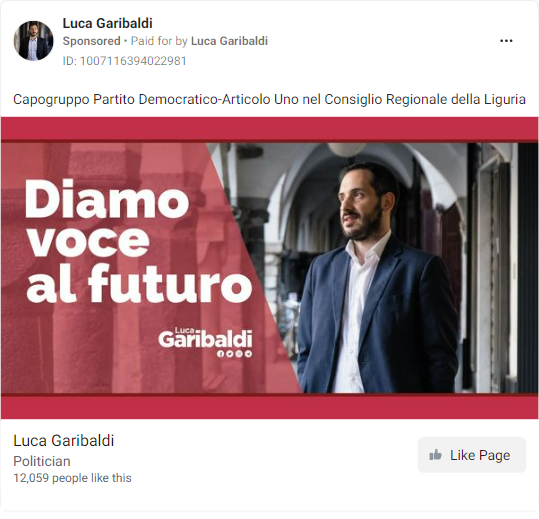 Luca Garibaldi
Sponsored • Paid for by Luca Garibaldi
ID: 1007116394022981
Capogruppo Partito Democratico-Articolo Uno nel Consiglio Regionale della Liguria
Diamo
voce
al futuro
Luca
Garibaldi
Luca Garibaldi
Politician
12,059 people like this
Like Page